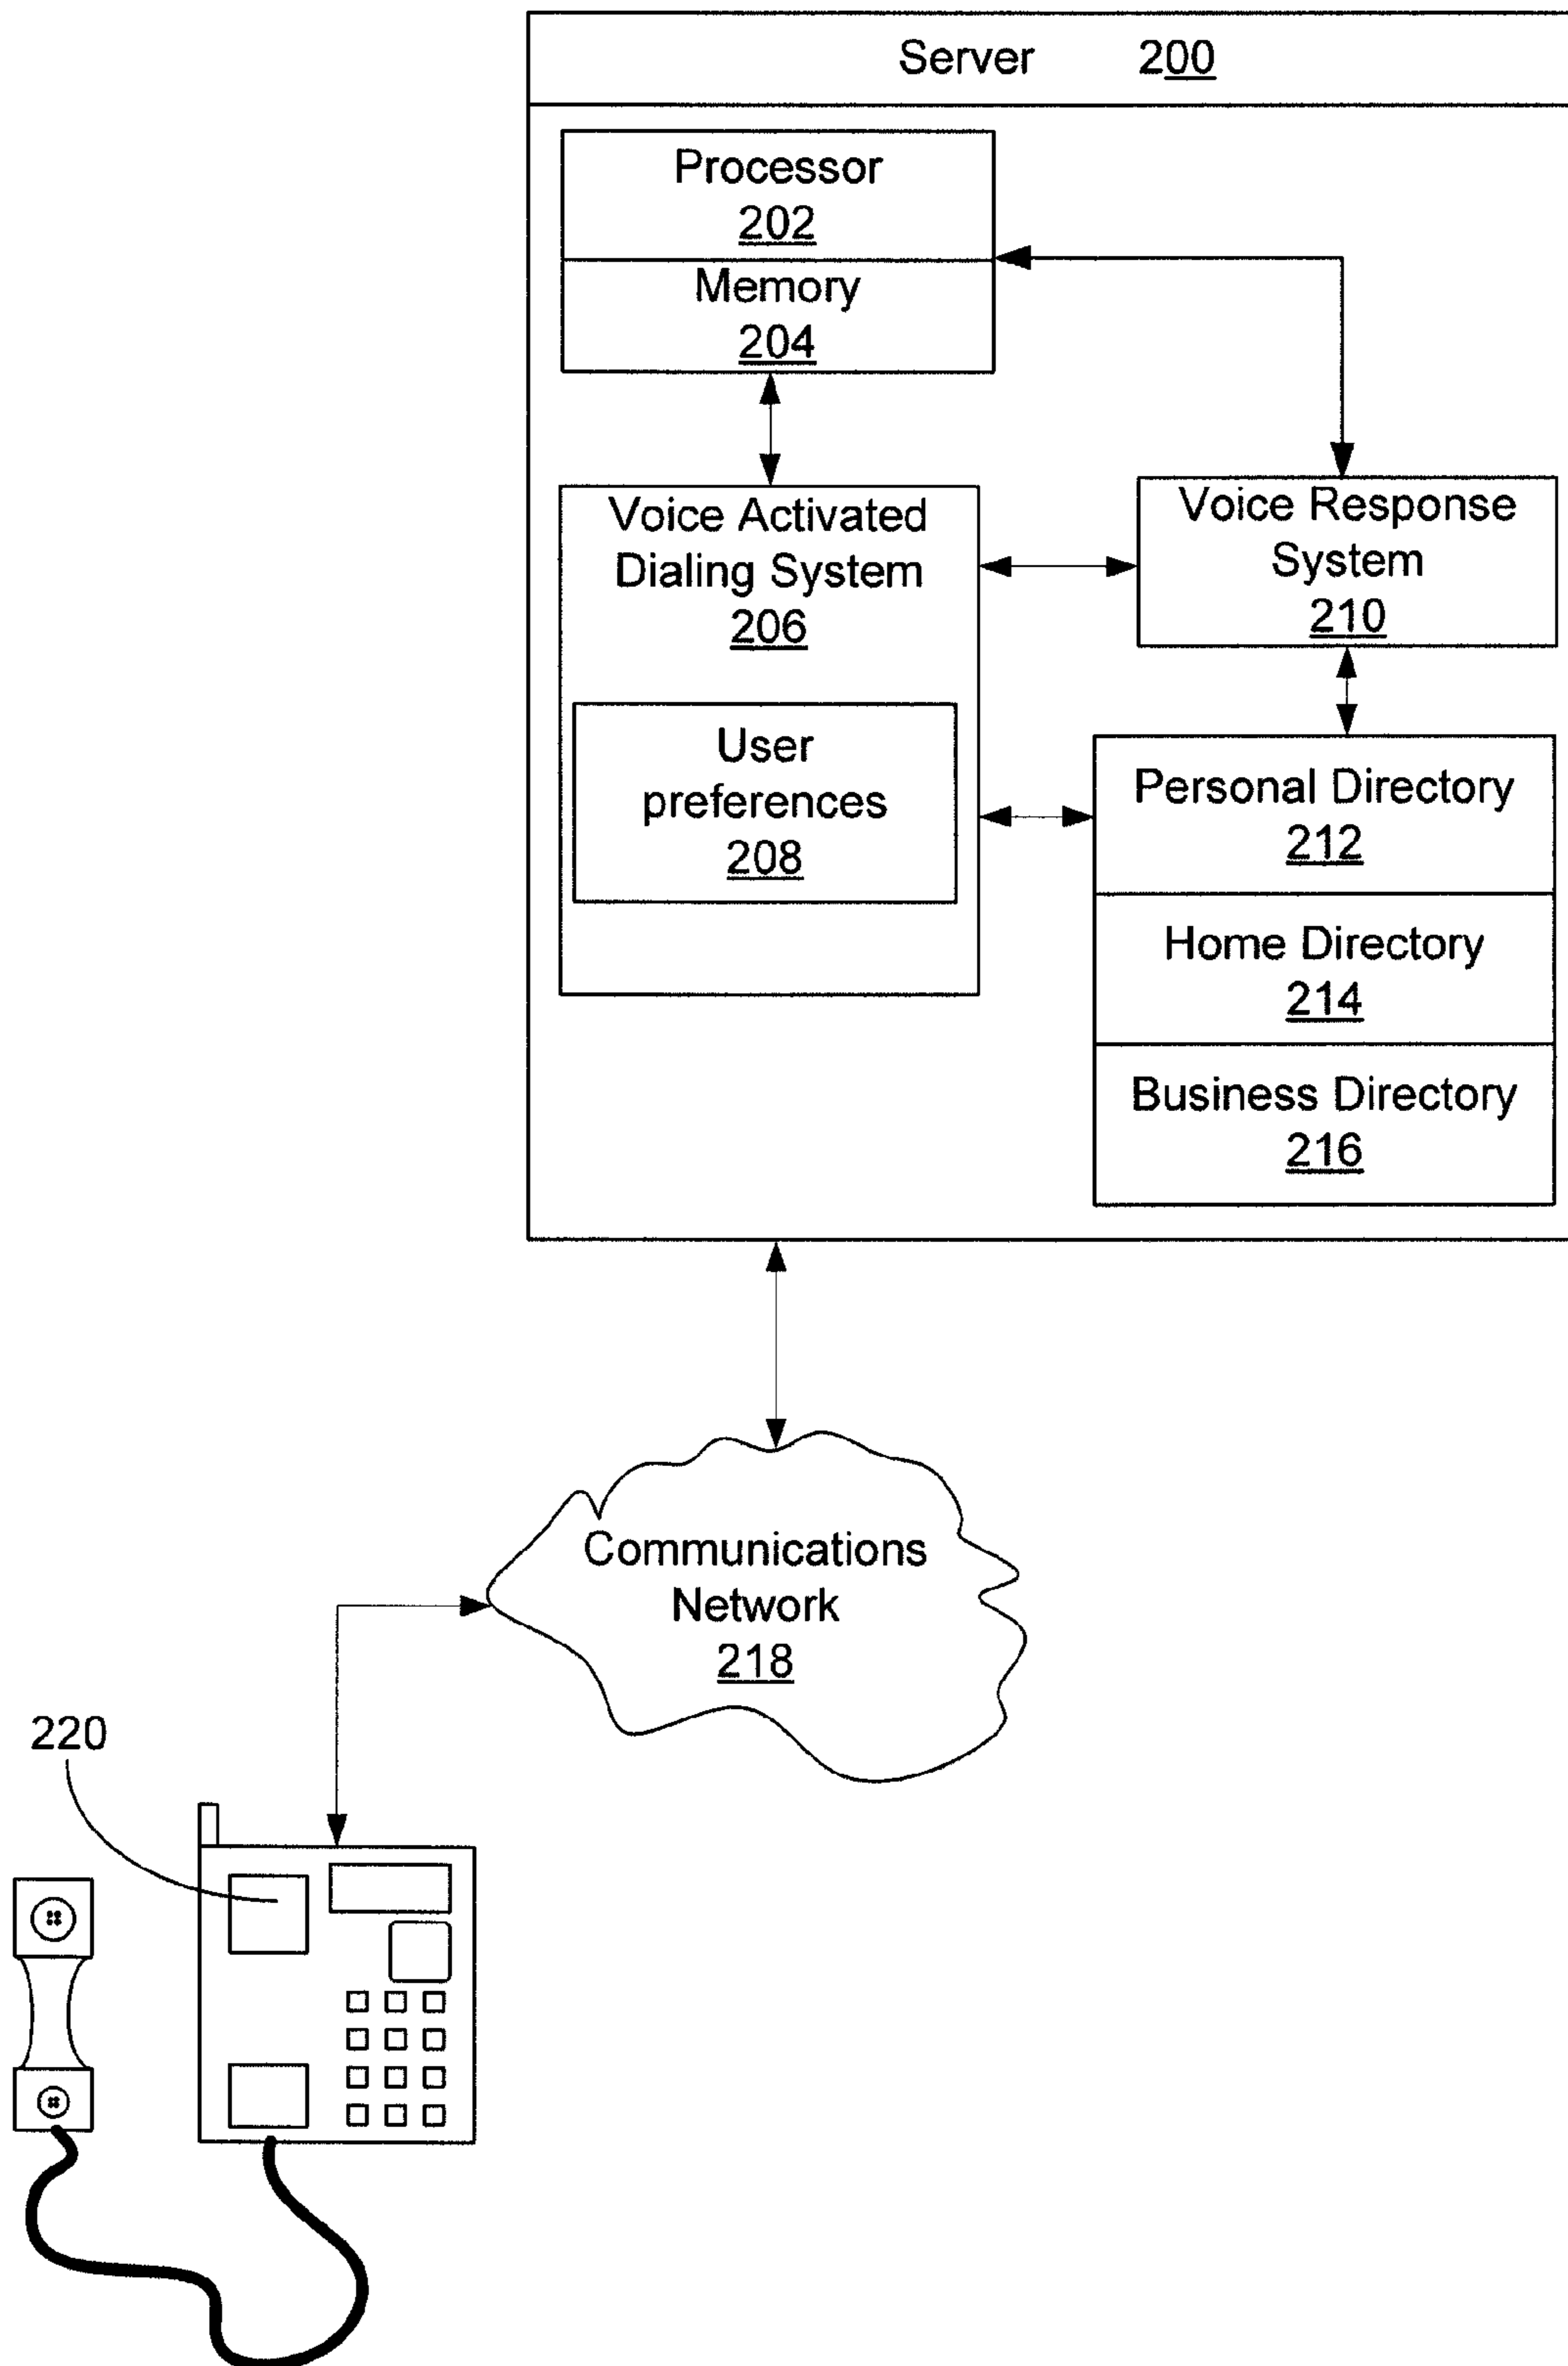 Server 200
Processor
202
Memory
204
Voice Activated
Dialing System
206
User
preferences
208
Voice Response
System
210
Personal Directory
212
Home Directory
214
Business Directory
216
Communications
Network
218
220